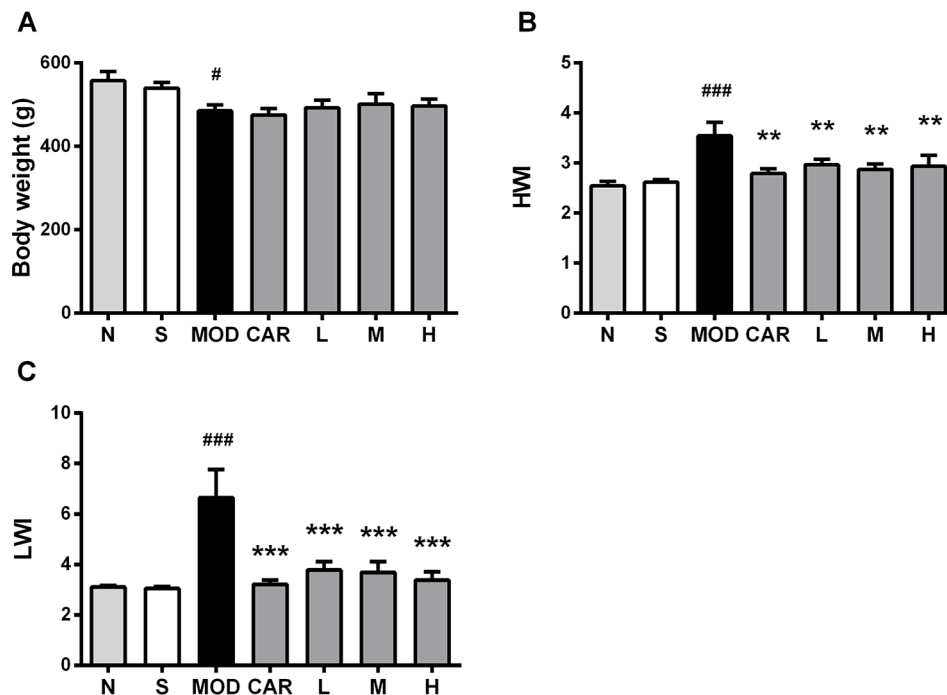 A
Body weight (g)
600
400
200
0
#
N S MOD CAR L M H
B
HWI
5
4
3
2
1
0
###
** ** ** **
N S MOD CAR L M H
C
LWI
10
8
6
4
2
0
###
*** *** *** ***
N S MOD CAR L M H